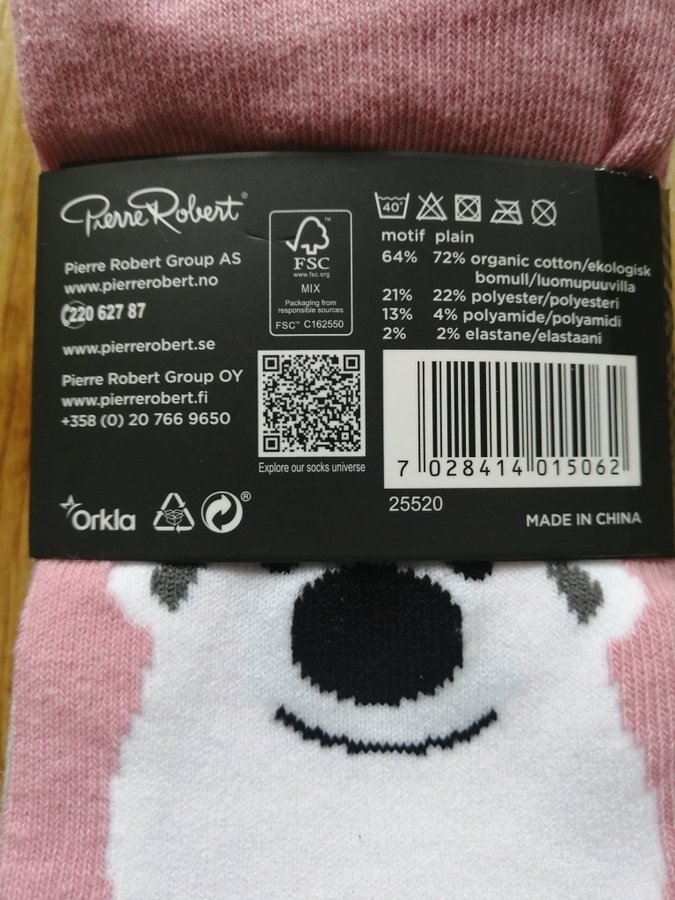 Pierre Robert®
Pierre Robert Group AS
www.pierrerobert.no
220 627 87
www.pierrerobert.se
Pierre Robert Group OY
www.pierrerobert.fi
+358 (0) 20 766 9650
Orkla
®
FSC
www.fsc.org
MIX
Packaging from
responsible sources
FSC™ C162550
Explore our socks universe
40°
motif plain
64% 72% organic cotton/ekologisk
bomull/luomupuuvilla
21% 22% polyester/polyesteri
13% 4% polyamide/polyamidi
2% 2% elastane/elastaani
7 028414 015062
25520
MADE IN CHINA